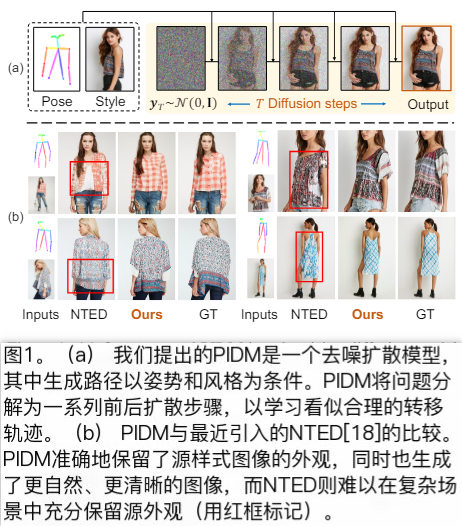 (a)
Pose
Style
𝐲_T~𝒩(0, 𝐈)
T Diffusion steps
Output
(b)
Inputs
NTED
Ours
GT
Inputs
NTED
Ours
GT
图1。（a） 我们提出的PIDM是一个去噪扩散模型，
其中生成路径以姿势和风格为条件。PIDM将问题分
解为一系列前后扩散步骤，以学习看似合理的转移
轨迹。（b） PIDM与最近引入的NTED[18]的比较。
PIDM准确地保留了源样式图像的外观，同时也生成
了更自然、更清晰的图像，而NTED则难以在复杂场
景中充分保留源外观（用红框标记）。